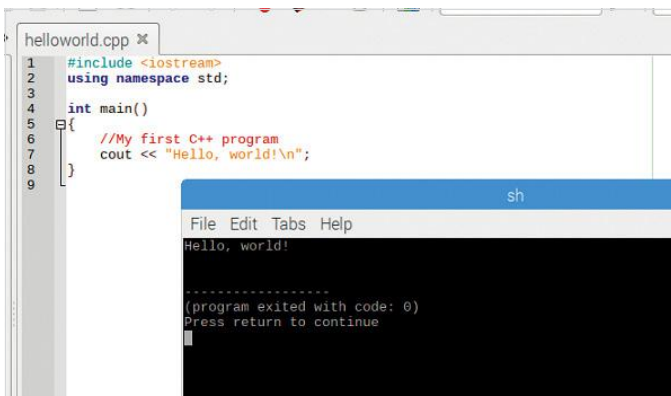 helloworld.cpp ✖
1 #include <iostream>
2 using namespace std;
3
4 int main()
5 {
6 //My first C++ program
7 cout << "Hello, world!\n";
8 }
9
sh
File Edit Tabs Help
Hello, world!
------------------
(program exited with code: 0)
Press return to continue